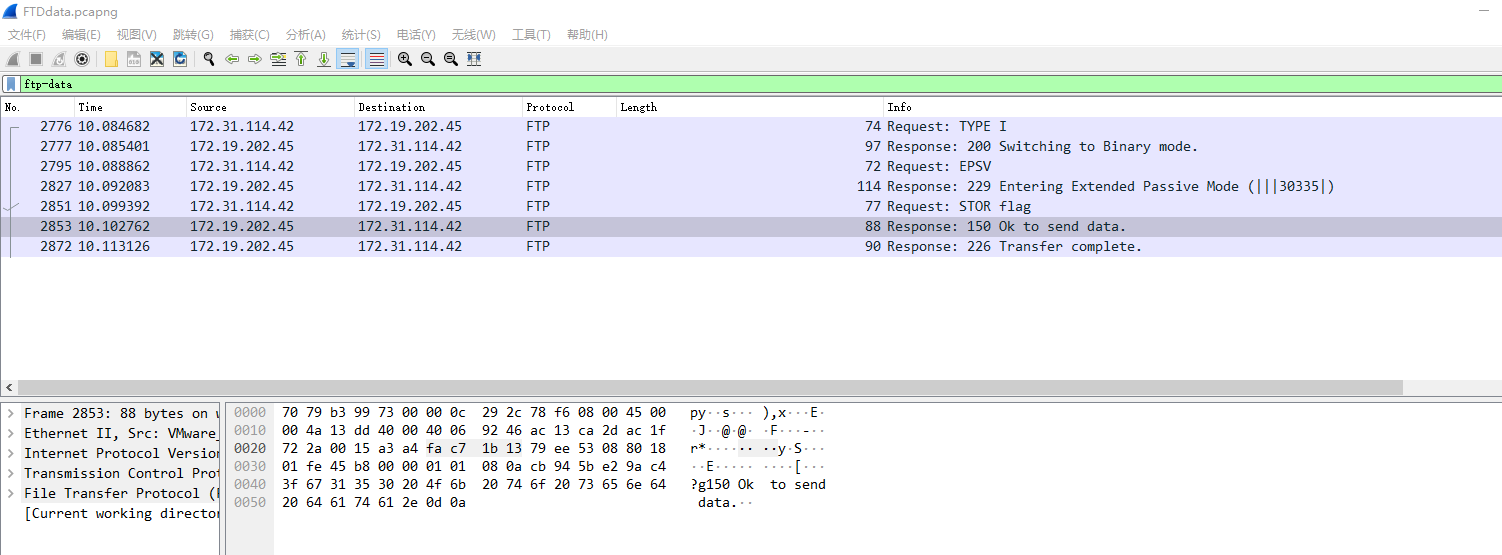 FTDdata.pcapng
文件(F) 编辑(E) 视图(V) 跳转(G) 捕获(C) 分析(A) 统计(S) 电话(Y) 无线(W) 工具(T) 帮助(H)
ftp-data
No. Time Source Destination Protocol Length Info
2776 10.084682 172.31.114.42 172.19.202.45 FTP 74 Request: TYPE I
2777 10.085401 172.19.202.45 172.31.114.42 FTP 97 Response: 200 Switching to Binary mode.
2795 10.088862 172.31.114.42 172.19.202.45 FTP 72 Request: EPSV
2827 10.092083 172.19.202.45 172.31.114.42 FTP 114 Response: 229 Entering Extended Passive Mode (|||30335|)
2851 10.099392 172.31.114.42 172.19.202.45 FTP 77 Request: STOR flag
2853 10.102762 172.19.202.45 172.31.114.42 FTP 88 Response: 150 Ok to send data.
2872 10.113126 172.19.202.45 172.31.114.42 FTP 90 Response: 226 Transfer complete.
Frame 2853: 88 bytes on w
Ethernet II, Src: VMware_
Internet Protocol Version
Transmission Control Prot
File Transfer Protocol (F
[Current working director
0000 70 79 b3 99 73 00 00 0c 29 2c 78 f6 08 00 45 00 py··s··· ),x···E·
0010 00 4a 13 dd 40 00 40 06 92 46 ac 13 ca 2d ac 1f ·J··@·@· ·F···-··
0020 72 2a 00 15 a3 a4 fa c7 1b 13 79 ee 53 08 80 18 r*······ ··y·S···
0030 01 fe 45 b8 00 00 01 01 08 0a cb 94 5b e2 9a c4 ··E····· ····[···
0040 3f 67 31 35 30 20 4f 6b 20 74 6f 20 73 65 6e 64 ?g150 Ok to send
0050 20 64 61 74 61 2e 0d 0a data.··